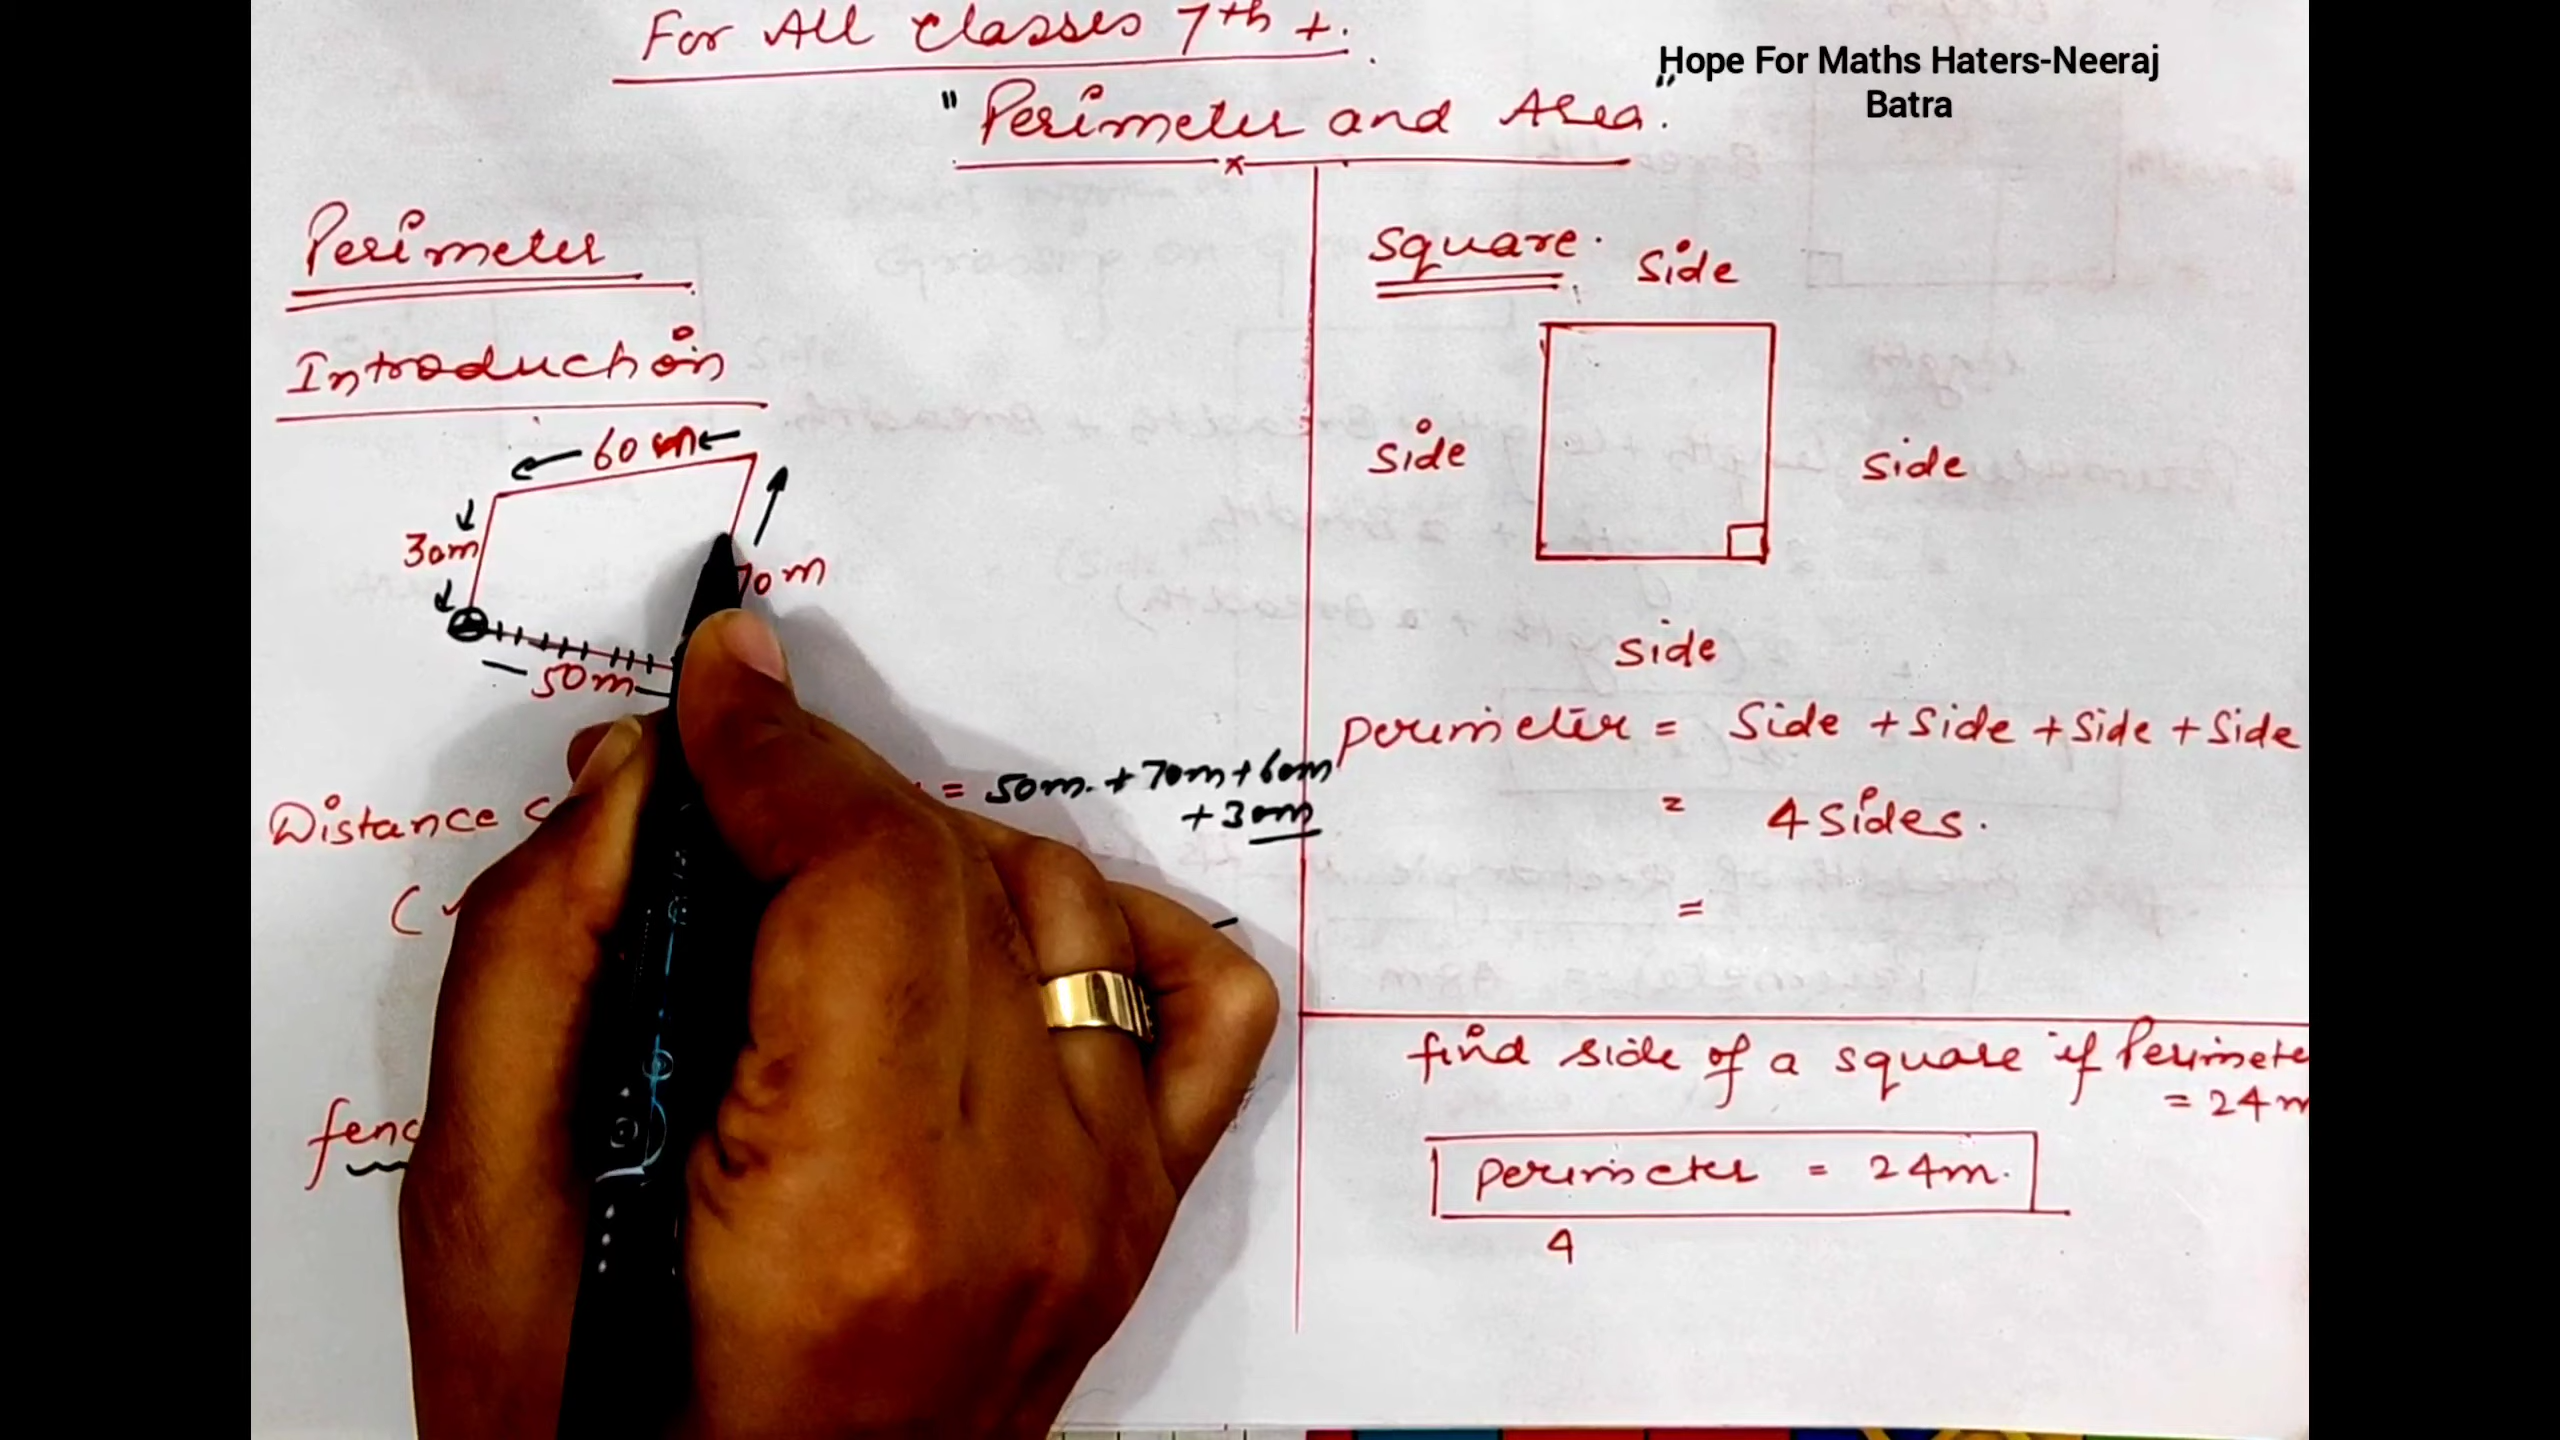 For All classes 7th +.
Hope For Maths Haters-Neeraj
Batra
"Perimeter and Area."
Perimeter
Introduction
60 m
30m
70m
50m
Distance
= 50m. + 70m + 60m
+ 30m
(
fenc
Square.
Side
Side
Side
Side
perimeter = Side + Side + Side + Side
= 4 Sides.
=
find side of a square if Perimete
= 24m
perimeter = 24m.
4